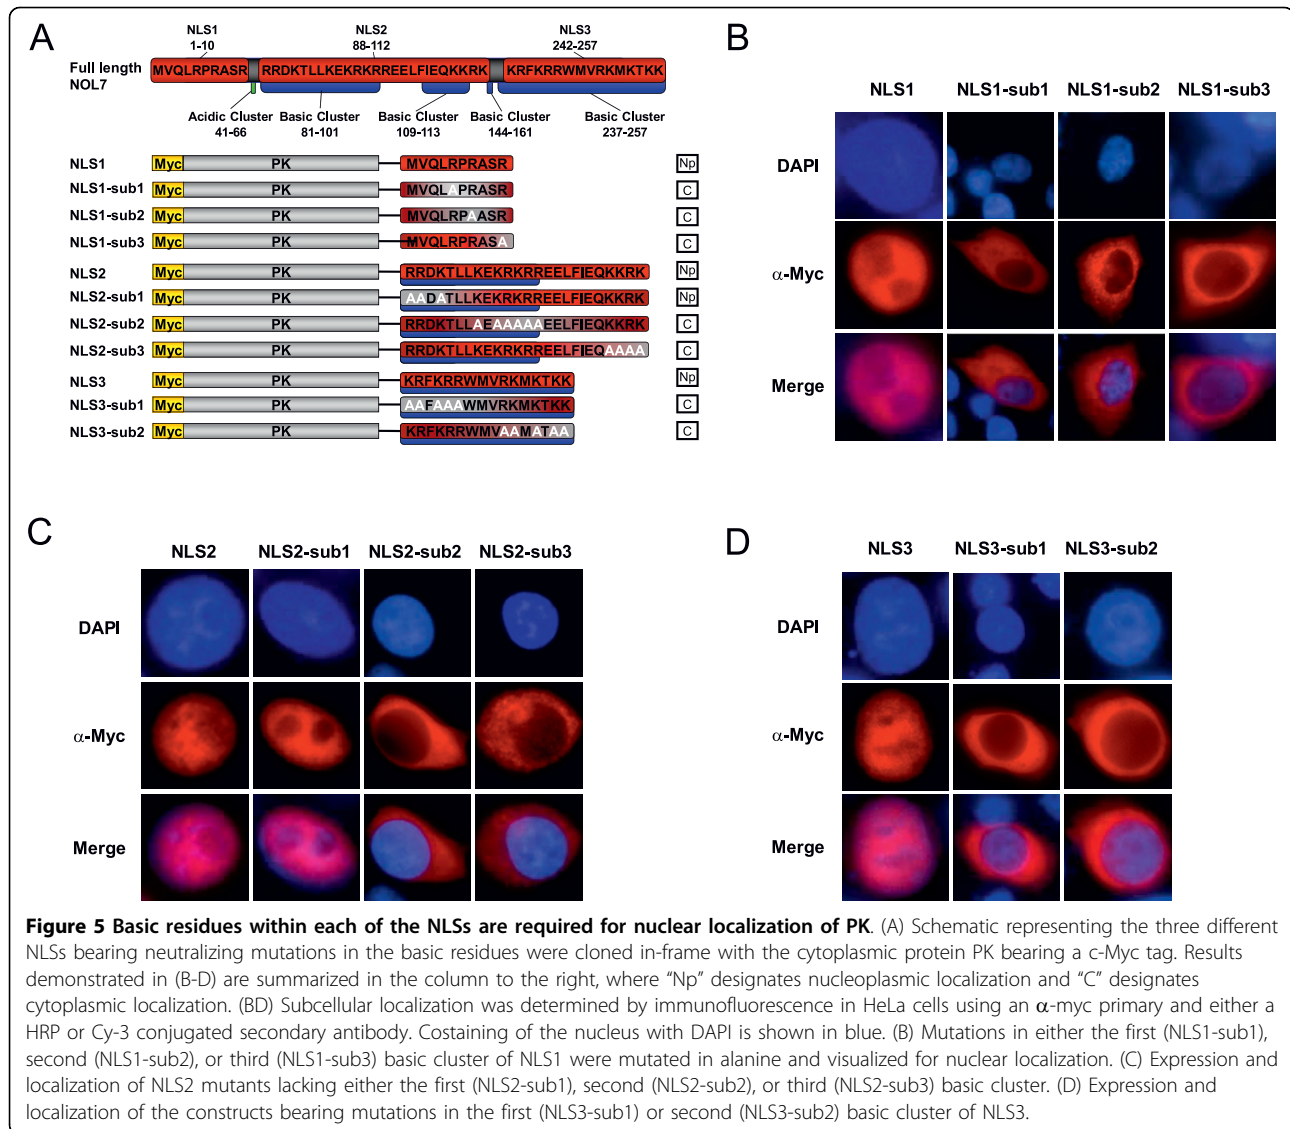 A
NLS1
1-10
NLS2
88-112
NLS3
242-257
Full length
NOL7
MVQLRPRASR
RRDKTLLKEKRKRREELFIEQKKRK
KRFKRRWMVRKMKTKK
Acidic Cluster
41-66
Basic Cluster
81-101
Basic Cluster
109-113
Basic Cluster
144-161
Basic Cluster
237-257
NLS1 Myc PK MVQLRPRASR Np
NLS1-sub1 Myc PK MVQLAPRASR C
NLS1-sub2 Myc PK MVQLRPAASR C
NLS1-sub3 Myc PK MVQLRPRASA C
NLS2 Myc PK RRDKTLLKEKRKRREELFIEQKKRK Np
NLS2-sub1 Myc PK AADATLLKEKRKRREELFIEQKKRK Np
NLS2-sub2 Myc PK RRDKTLLAEAAAAAEELFIEQKKRK C
NLS2-sub3 Myc PK RRDKTLLKEKRKRREELFIEQAAAA C
NLS3 Myc PK KRFKRRWMVRKMKTKK Np
NLS3-sub1 Myc PK AAFAAAWMVRKMKTKK C
NLS3-sub2 Myc PK KRFKRRWMVAAMATAA C
B
NLS1 NLS1-sub1 NLS1-sub2 NLS1-sub3
DAPI
α-Myc
Merge
C
NLS2 NLS2-sub1 NLS2-sub2 NLS2-sub3
DAPI
α-Myc
Merge
D
NLS3 NLS3-sub1 NLS3-sub2
DAPI
α-Myc
Merge
Figure 5 Basic residues within each of the NLSs are required for nuclear localization of PK. (A) Schematic representing the three different
NLSs bearing neutralizing mutations in the basic residues were cloned in-frame with the cytoplasmic protein PK bearing a c-Myc tag. Results
demonstrated in (B-D) are summarized in the column to the right, where “Np” designates nucleoplasmic localization and “C” designates
cytoplasmic localization. (BD) Subcellular localization was determined by immunofluorescence in HeLa cells using an α-myc primary and either a
HRP or Cy-3 conjugated secondary antibody. Costaining of the nucleus with DAPI is shown in blue. (B) Mutations in either the first (NLS1-sub1),
second (NLS1-sub2), or third (NLS1-sub3) basic cluster of NLS1 were mutated in alanine and visualized for nuclear localization. (C) Expression and
localization of NLS2 mutants lacking either the first (NLS2-sub1), second (NLS2-sub2), or third (NLS2-sub3) basic cluster. (D) Expression and
localization of the constructs bearing mutations in the first (NLS3-sub1) or second (NLS3-sub2) basic cluster of NLS3.